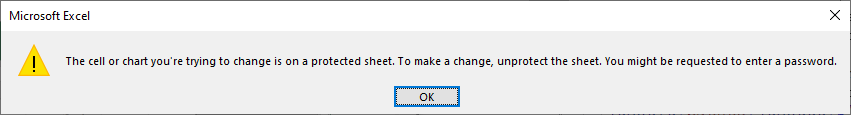 Microsoft Excel
The cell or chart you're trying to change is on a protected sheet. To make a change, unprotect the sheet. You might be requested to enter a password.
OK